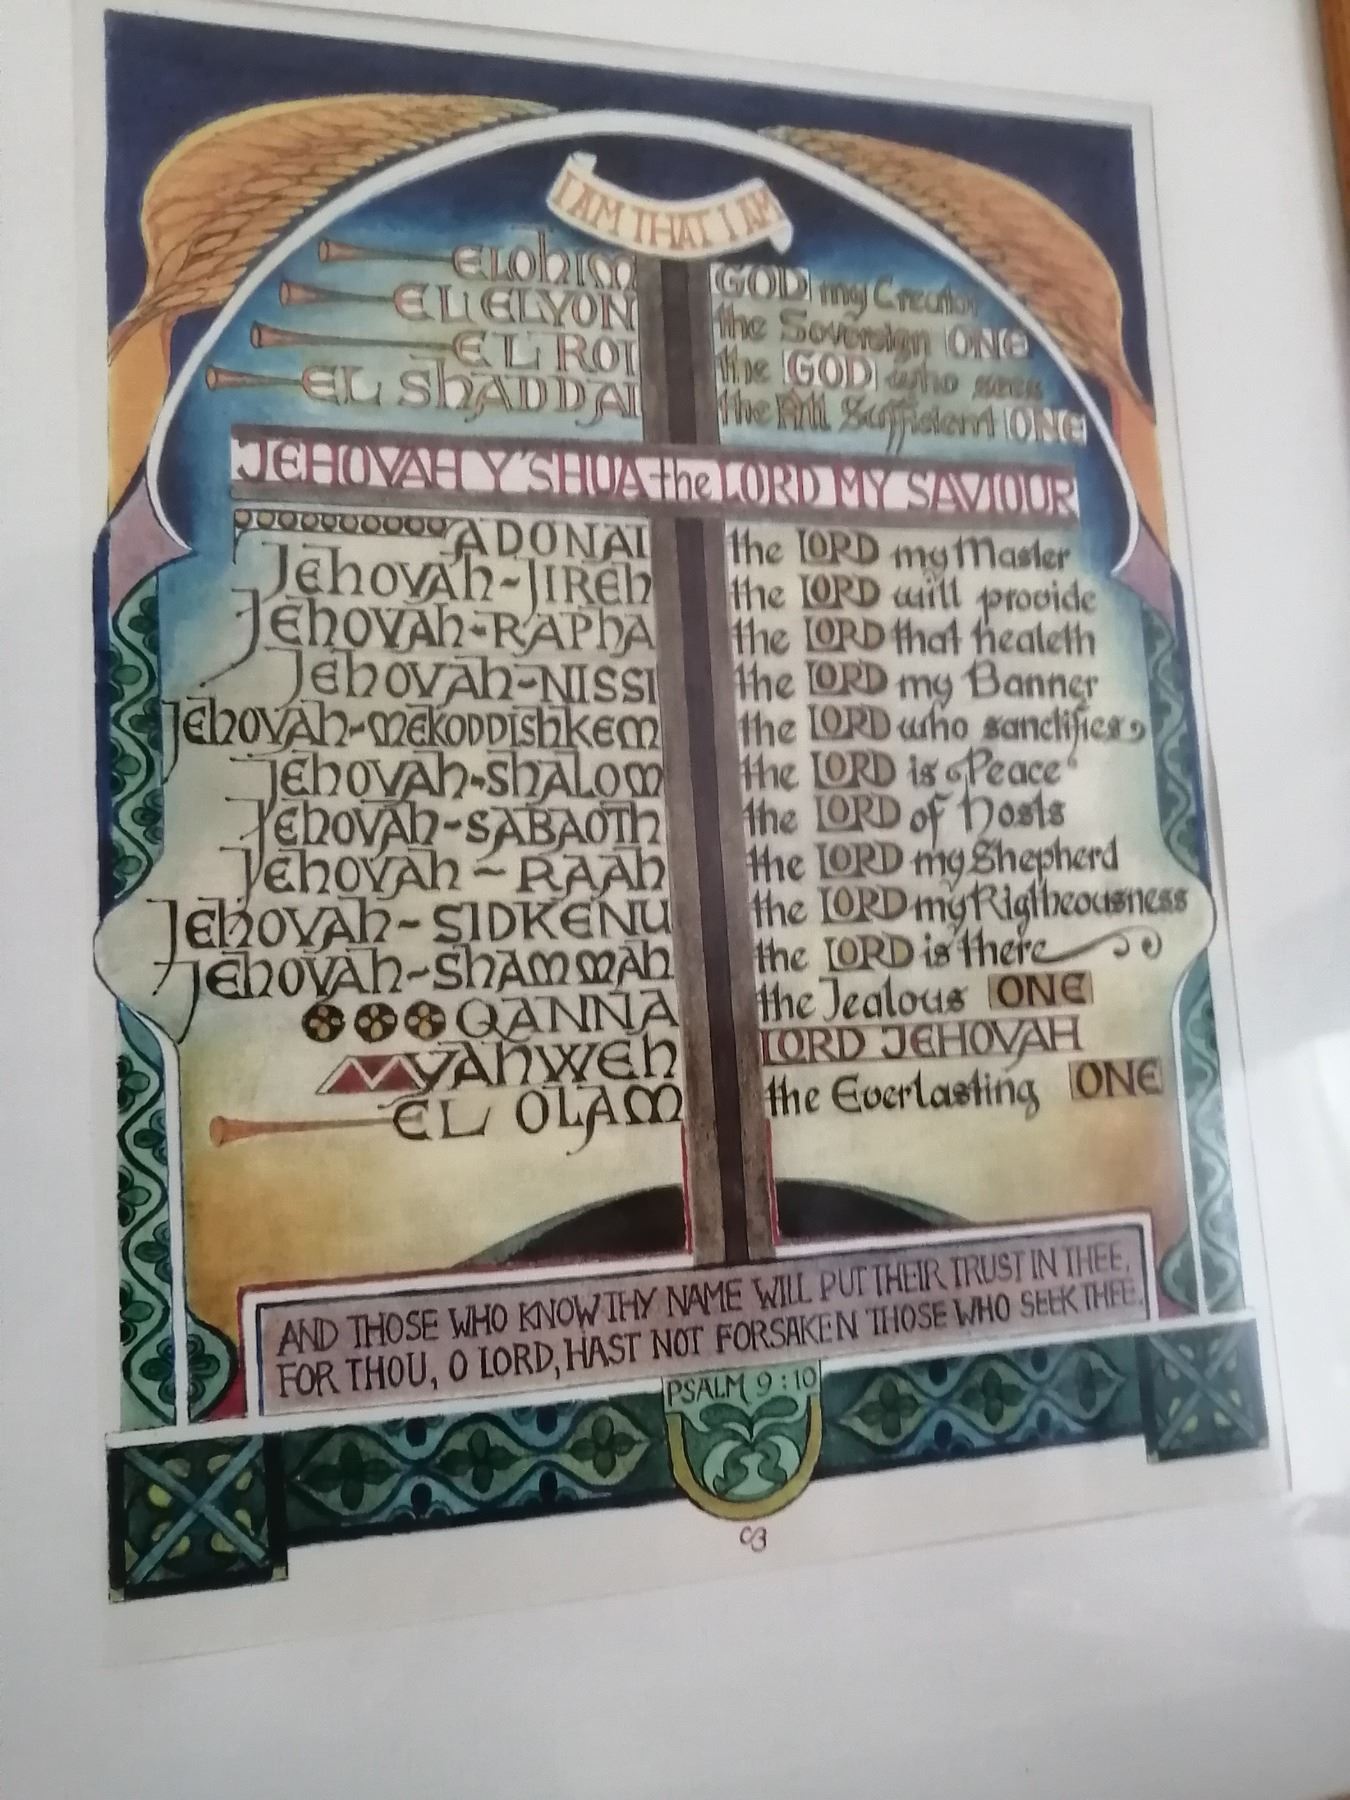 I AM THAT I AM
ELOHIM GOD my Creator
EL ELYON the Sovereign ONE
EL ROI the GOD who sees
EL SHADDAI the All Sufficient ONE
JEHOVAH Y'SHUA the LORD MY SAVIOUR
ADONAI the LORD my Master
JEHOVAH-JIREH the LORD will provide
JEHOVAH-RAPHA the LORD that healeth
JEHOVAH-NISSI the LORD my Banner
JEHOVAH-MEKODDISHKEM the LORD who sanctifies
JEHOVAH-SHALOM the LORD is Peace
JEHOVAH-SABAOTH the LORD of Hosts
JEHOVAH-RAAH the LORD my Shepherd
JEHOVAH-SIDKENU the LORD my Rigtheousness
JEHOVAH-SHAMMAH the LORD is there
QANNA the Jealous ONE
YAHWEH LORD JEHOVAH
EL OLAM the Everlasting ONE
AND THOSE WHO KNOW THY NAME WILL PUT THEIR TRUST IN THEE,
FOR THOU, O LORD, HAST NOT FORSAKEN THOSE WHO SEEK THEE.
PSALM 9:10
CB